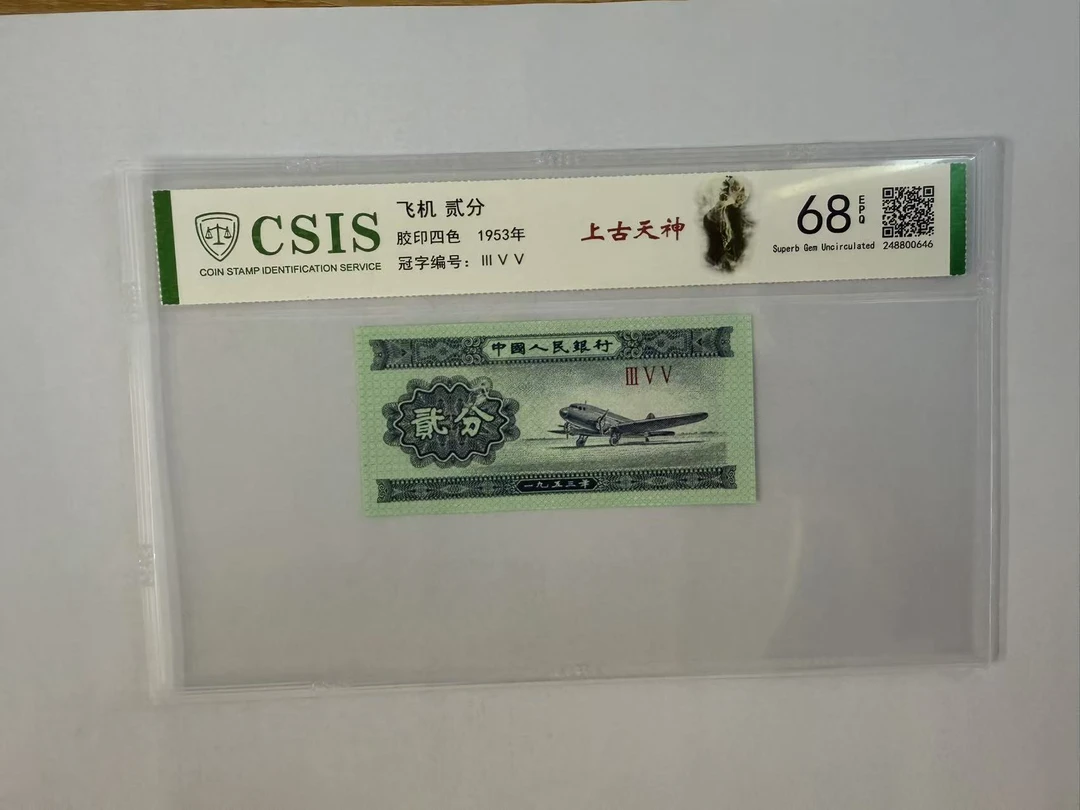 CSIS
COIN STAMP IDENTIFICATION SERVICE
飞机 贰分
胶印四色 1953年
冠字编号：ⅢⅤⅤ
上古天神
68
EPQ
Superb Gem Uncirculated
248800646
中國人民銀行
ⅢⅤⅤ
貳分
一九五三年